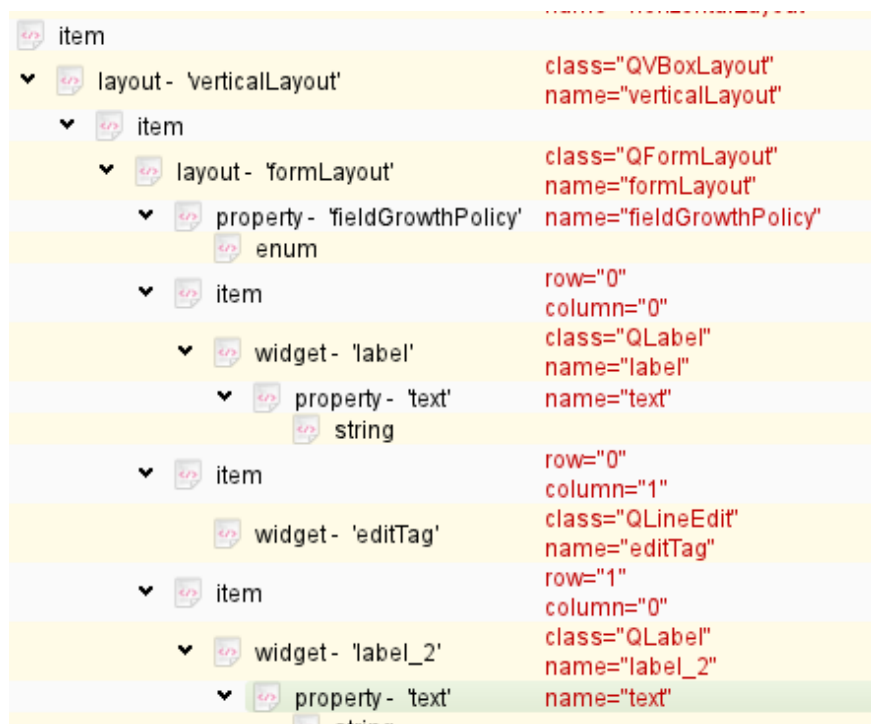 name="horizontalLayout"
item
layout - 'verticalLayout' class="QVBoxLayout"
name="verticalLayout"
item
layout - 'formLayout' class="QFormLayout"
name="formLayout"
property - 'fieldGrowthPolicy' name="fieldGrowthPolicy"
enum
item row="0"
column="0"
widget - 'label' class="QLabel"
name="label"
property - 'text' name="text"
string
item row="0"
column="1"
widget - 'editTag' class="QLineEdit"
name="editTag"
item row="1"
column="0"
widget - 'label_2' class="QLabel"
name="label_2"
property - 'text' name="text"
string